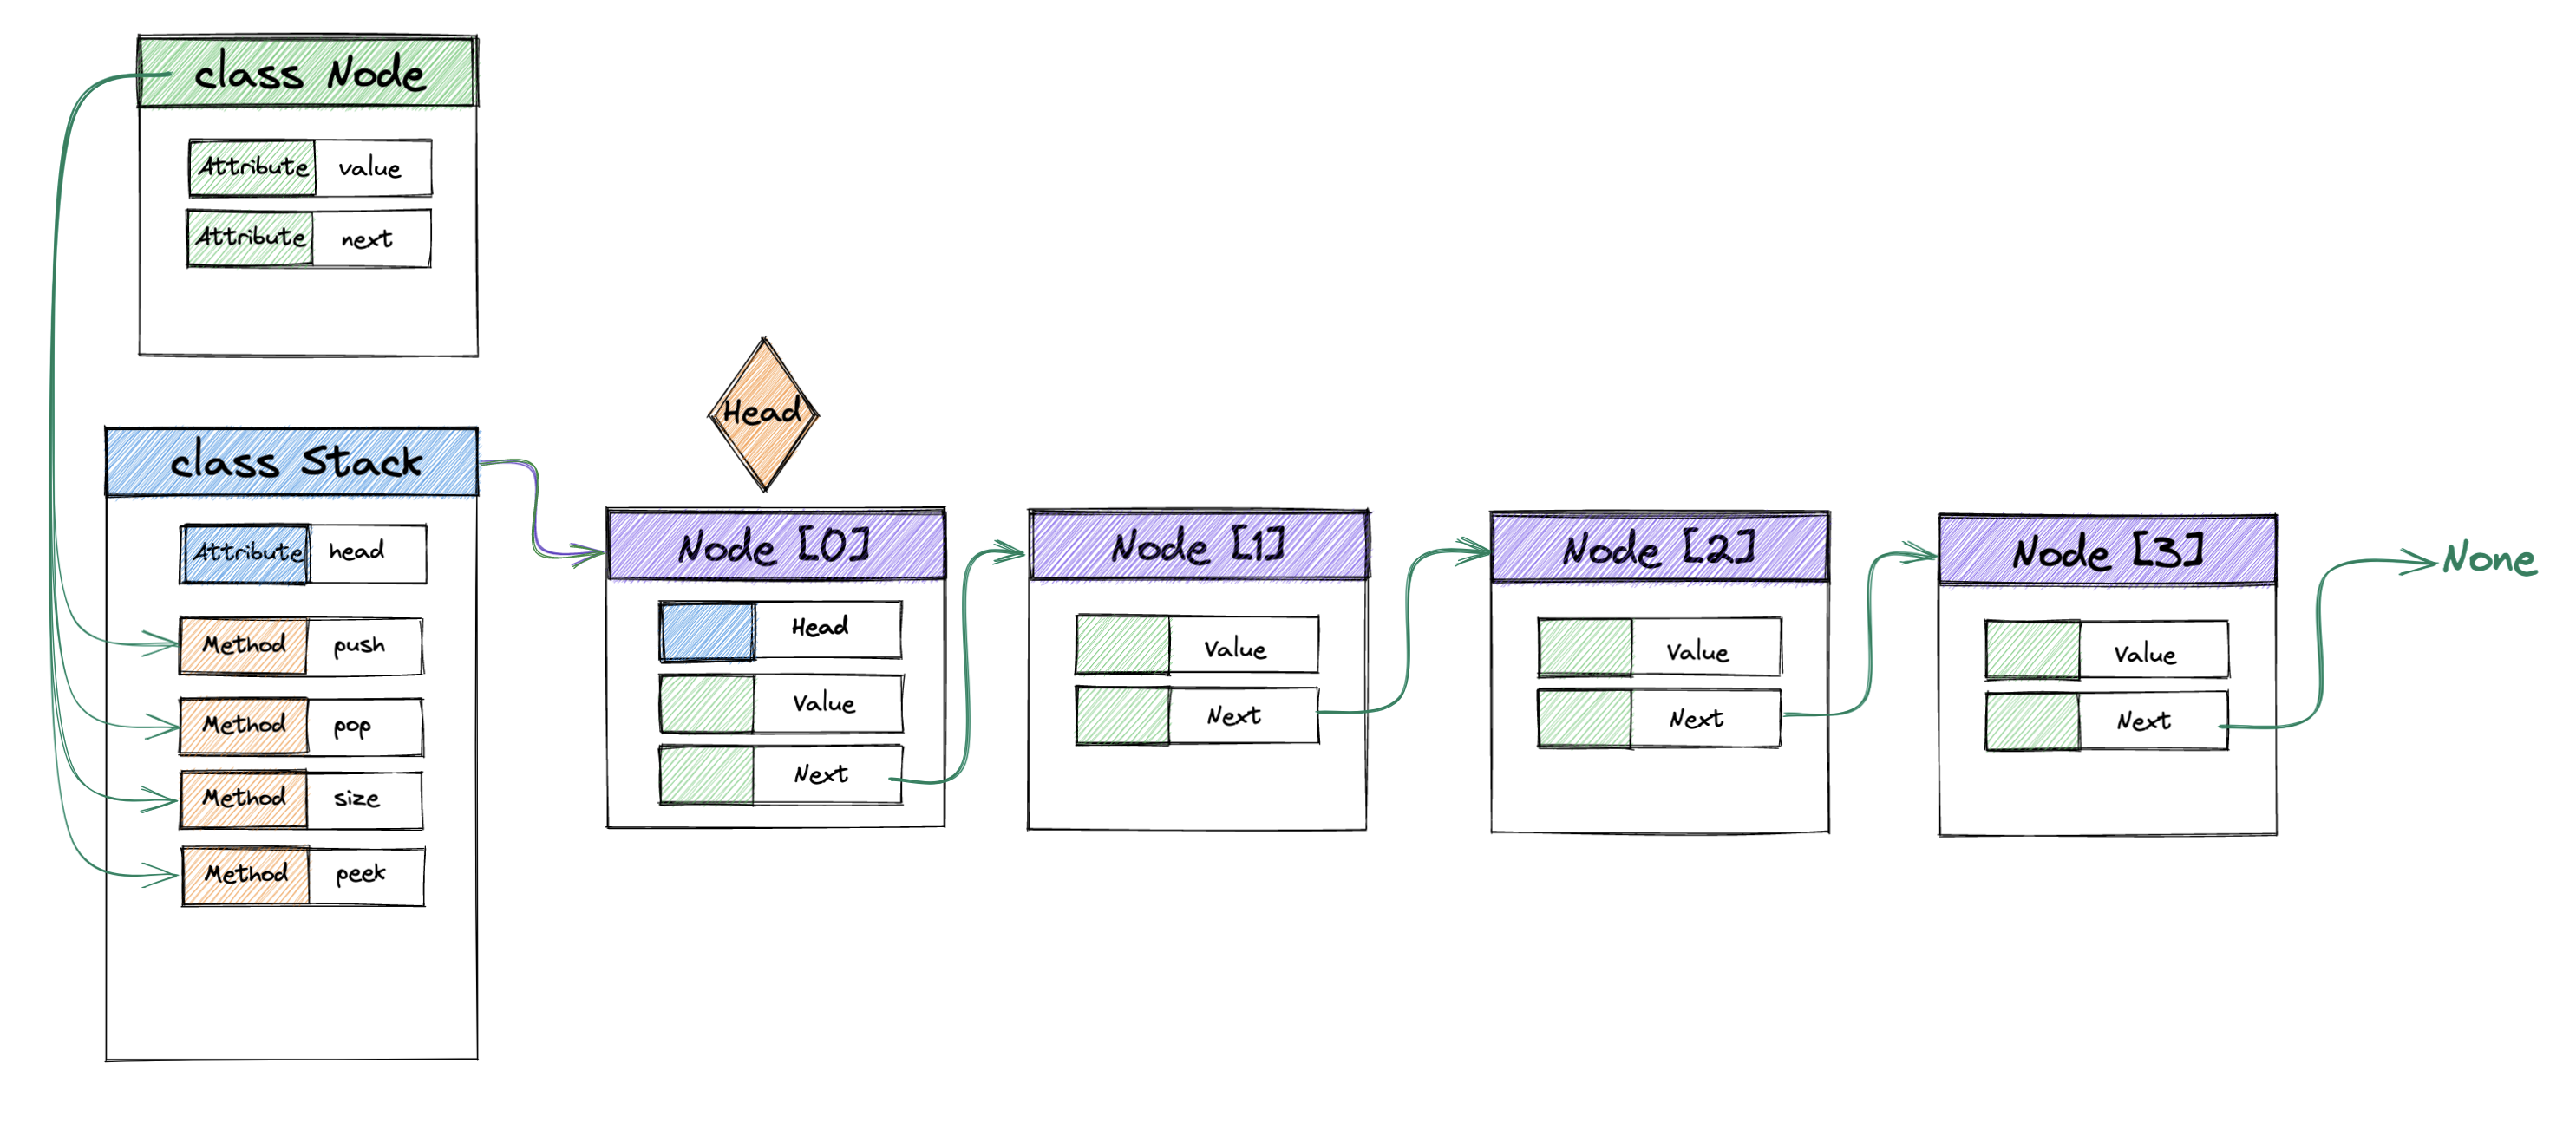 class Node
Attribute value
Attribute next
class Stack
Attribute head
Method push
Method pop
Method size
Method peek
Head
Node [0]
Head
Value
Next
Node [1]
Value
Next
Node [2]
Value
Next
Node [3]
Value
Next
None